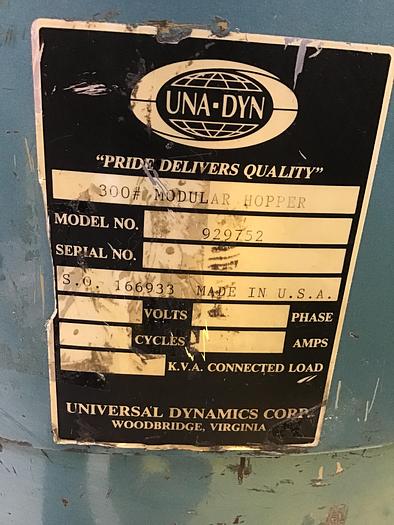 UNA-DYN
"PRIDE DELIVERS QUALITY"
300# MODULAR HOPPER
MODEL NO. 929752
SERIAL NO.
S.O. 166933 MADE IN U.S.A.
VOLTS PHASE
CYCLES AMPS
K.V.A. CONNECTED LOAD
UNIVERSAL DYNAMICS CORP.
WOODBRIDGE, VIRGINIA